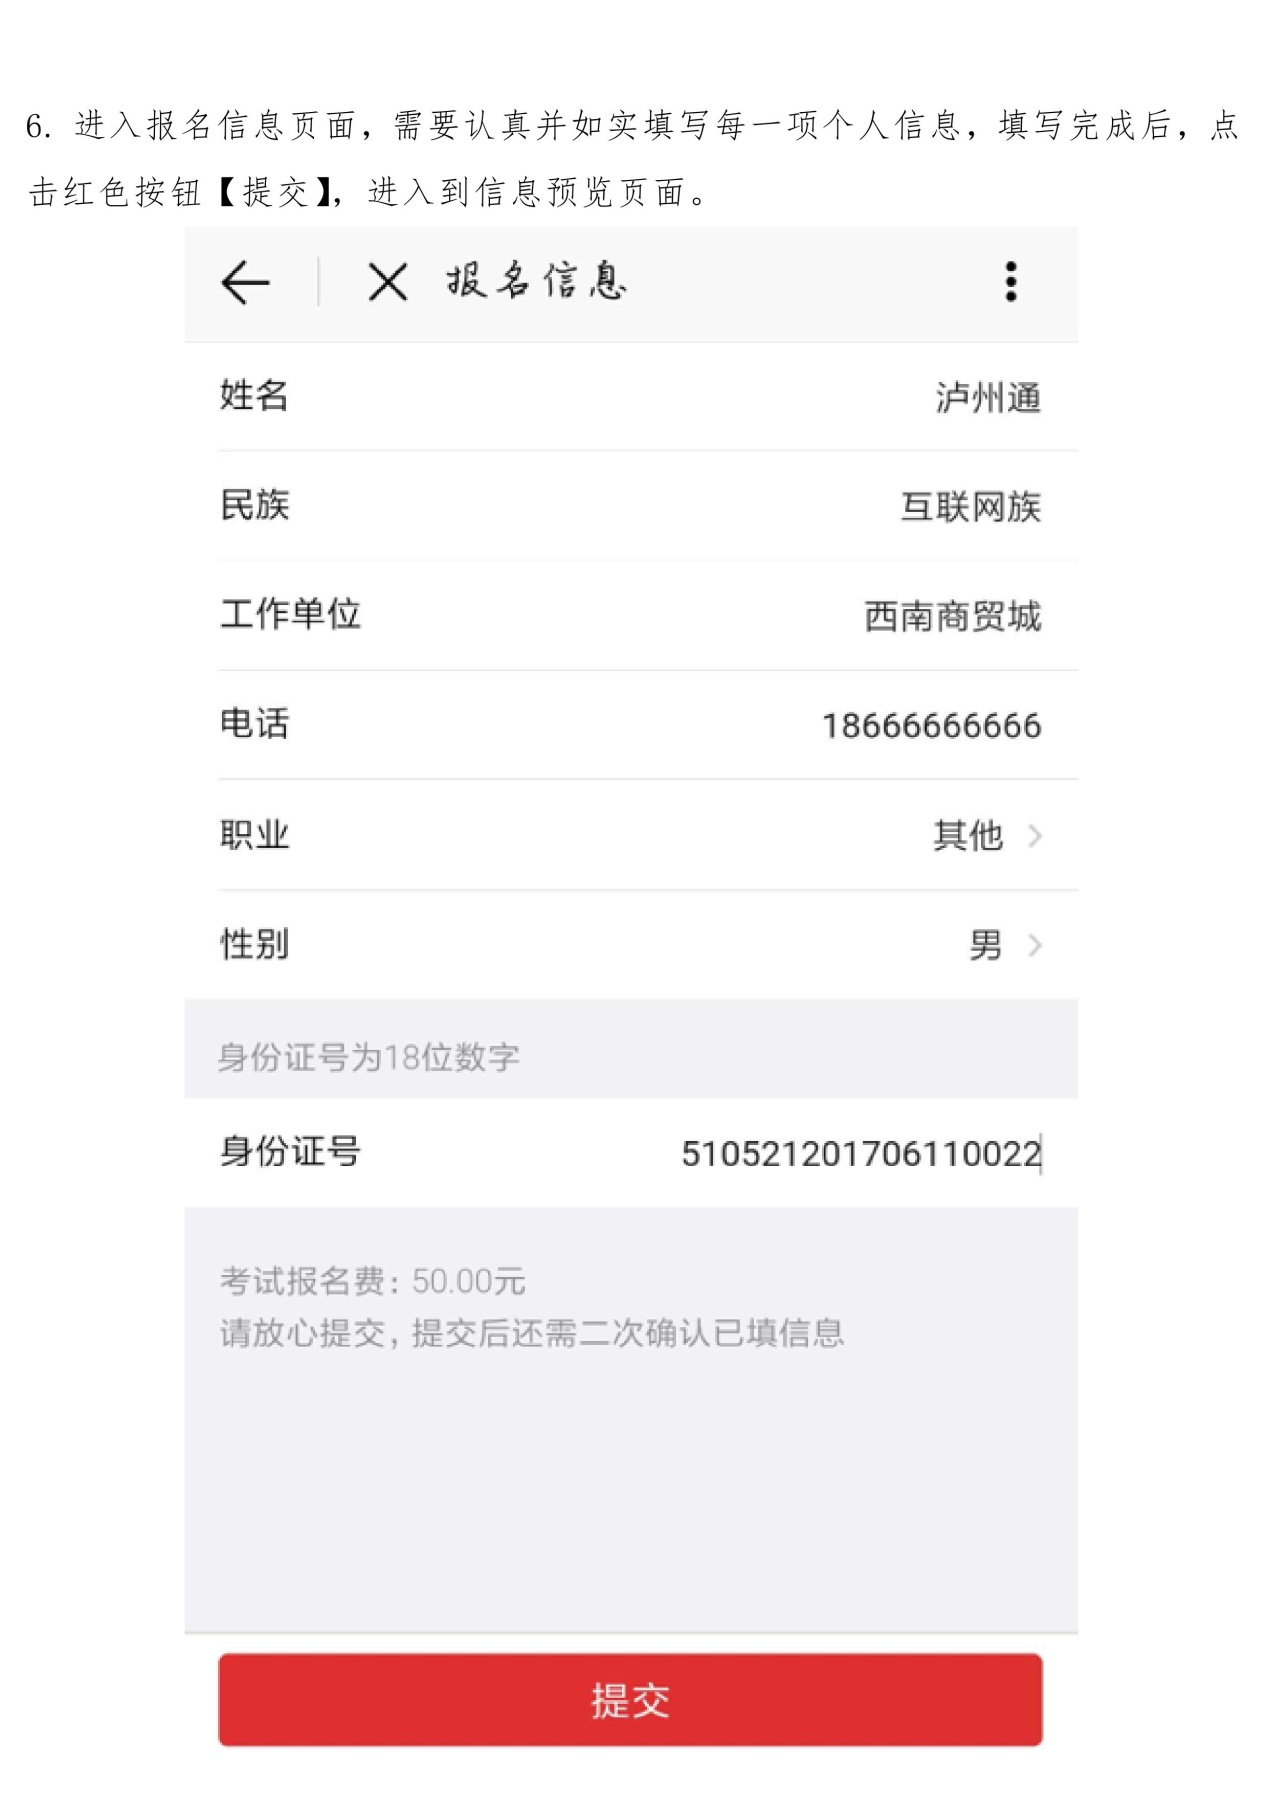 6. 进入报名信息页面，需要认真并如实填写每一项个人信息，填写完成后，点
击红色按钮【提交】，进入到信息预览页面。
报名信息
姓名 泸州通
民族 互联网族
工作单位 西南商贸城
电话 18666666666
职业 其他
性别 男
身份证号为18位数字
身份证号 510521201706110022
考试报名费：50.00元
请放心提交，提交后还需二次确认已填信息
提交